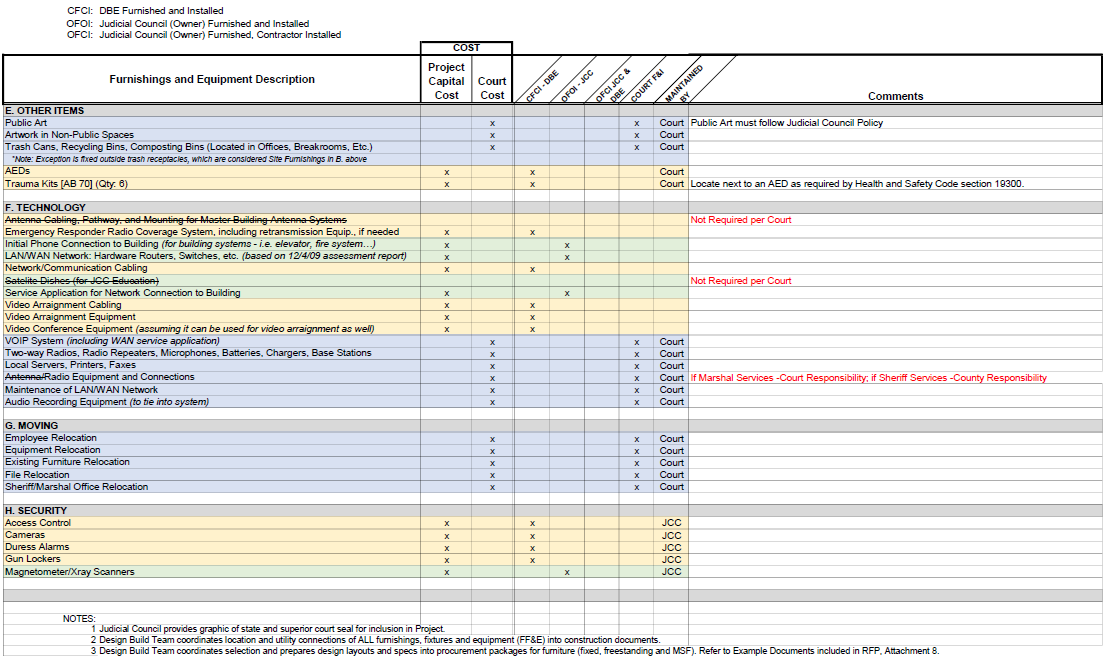 CFCI: DBE Furnished and Installed
OFOI: Judicial Council (Owner) Furnished and Installed
OFCI: Judicial Council (Owner) Furnished, Contractor Installed
COST
Furnishings and Equipment Description Project Capital Cost Court Cost CFCI - DBE OFOI - JCC OFCI JCC & DBE COURT F&I MAINTAINED BY Comments
E. OTHER ITEMS
Public Art x x Court Public Art must follow Judicial Council Policy
Artwork in Non-Public Spaces x x Court
Trash Cans, Recycling Bins, Composting Bins (Located in Offices, Breakrooms, Etc.) x x Court
*Note: Exception is fixed outside trash receptacles, which are considered Site Furnishings in B. above
AEDs x x Court
Trauma Kits [AB 70] (Qty: 6) x x Court Locate next to an AED as required by Health and Safety Code section 19300.
F. TECHNOLOGY
Antenna Cabling, Pathway, and Mounting for Master Building Antenna Systems Not Required per Court
Emergency Responder Radio Coverage System, including retransmission Equip., if needed x x
Initial Phone Connection to Building (for building systems - i.e. elevator, fire system…) x x
LAN/WAN Network: Hardware Routers, Switches, etc. (based on 12/4/09 assessment report) x x
Network/Communication Cabling x x
Satelite Dishes (for JCC Education) Not Required per Court
Service Application for Network Connection to Building x x
Video Arraignment Cabling x x
Video Arraignment Equipment x x
Video Conference Equipment (assuming it can be used for video arraignment as well) x x
VOIP System (including WAN service application) x x Court
Two-way Radios, Radio Repeaters, Microphones, Batteries, Chargers, Base Stations x x Court
Local Servers, Printers, Faxes x x Court
Antenna/Radio Equipment and Connections x x Court If Marshal Services -Court Responsibility; if Sheriff Services -County Responsibility
Maintenance of LAN/WAN Network x x Court
Audio Recording Equipment (to tie into system) x x Court
G. MOVING
Employee Relocation x x Court
Equipment Relocation x x Court
Existing Furniture Relocation x x Court
File Relocation x x Court
Sheriff/Marshal Office Relocation x x Court
H. SECURITY
Access Control x x JCC
Cameras x x JCC
Duress Alarms x x JCC
Gun Lockers x x JCC
Magnetometer/Xray Scanners x x JCC
NOTES:
1 Judicial Council provides graphic of state and superior court seal for inclusion in Project.
2 Design Build Team coordinates location and utility connections of ALL furnishings, fixtures and equipment (FF&E) into construction documents.
3 Design Build Team coordinates selection and prepares design layouts and specs into procurement packages for furniture (fixed, freestanding and MSF). Refer to Example Documents included in RFP, Attachment 8.